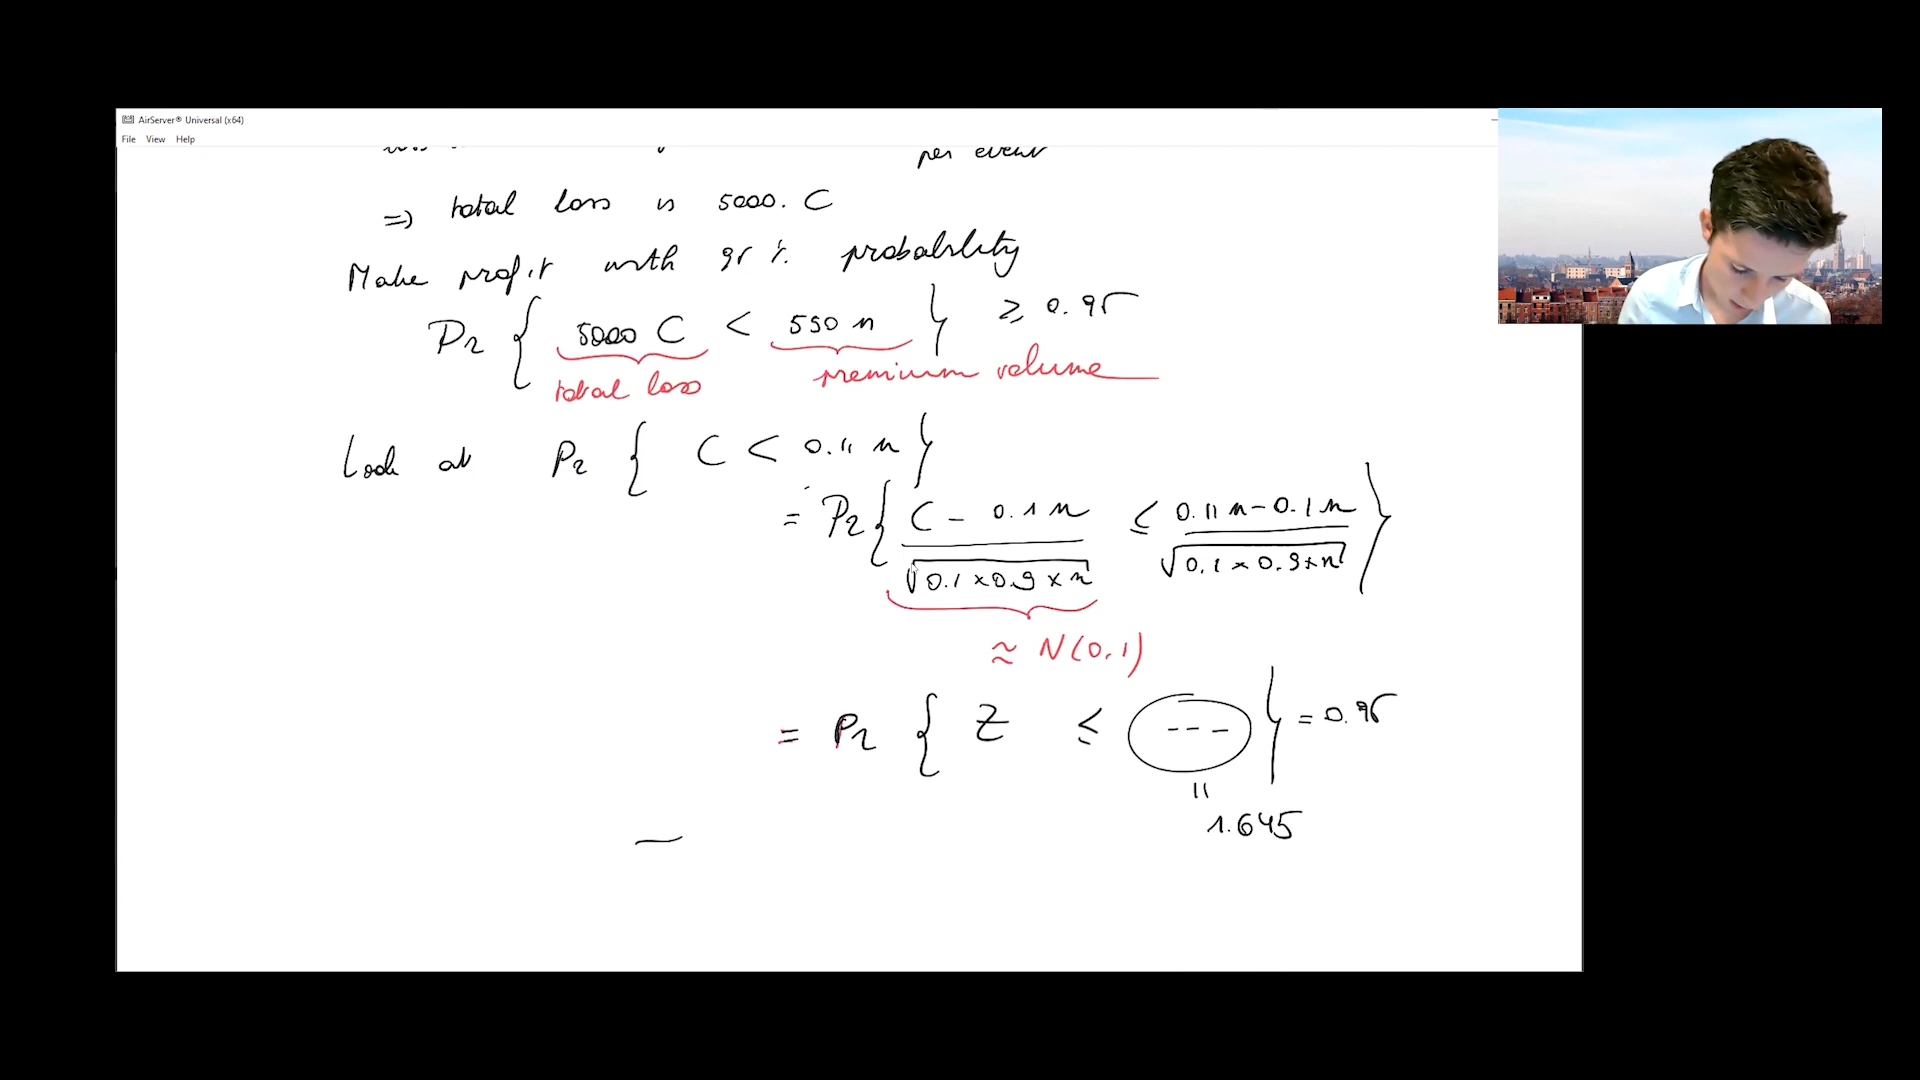 AirServer® Universal (x64)
File View Help
per event
=> total loss is 5000. C
Make profit with 95 %. probability
Pr { 5000 C < 550 n } ≥ 0.95
total loss premium volume
Look at Pr { C < 0.11 n }
= Pr { C - 0.1 n / √0.1 × 0.9 × n ≤ 0.11 n - 0.1 n / √0.1 × 0.9 × n }
≈ N(0,1)
= Pr { Z ≤ --- } = 0.95
=
1.645